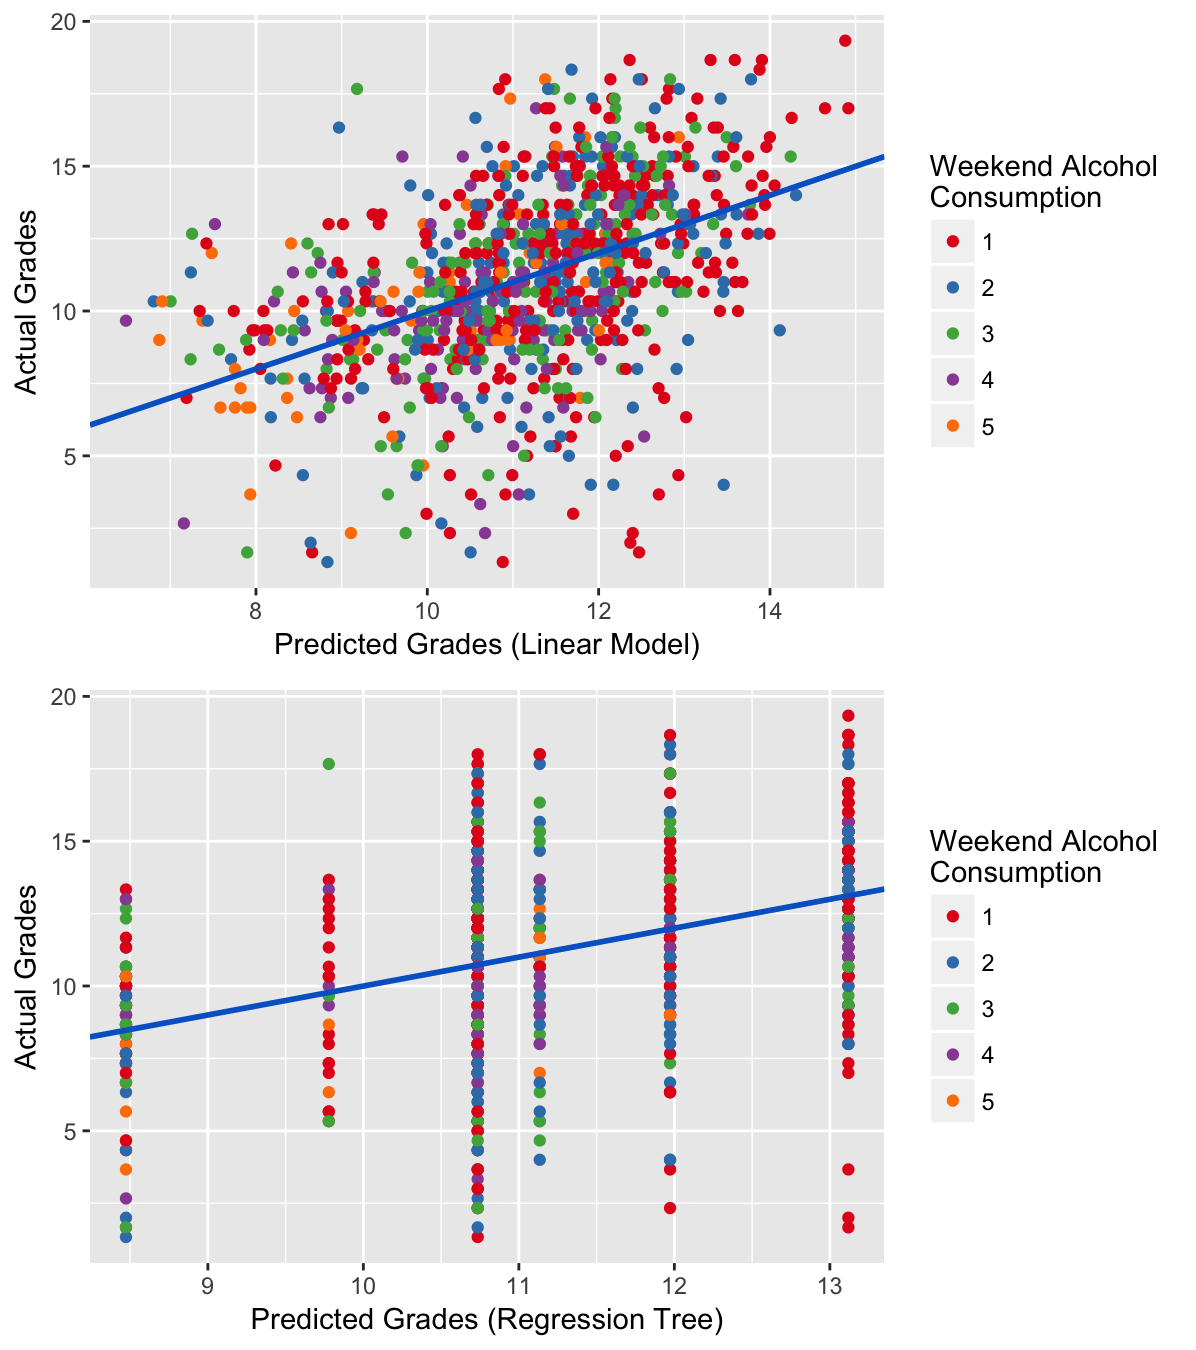 20
15
10
5
Actual Grades
8 10 12 14
Predicted Grades (Linear Model)
Weekend Alcohol
Consumption
1
2
3
4
5
20
15
10
5
Actual Grades
9 10 11 12 13
Predicted Grades (Regression Tree)
Weekend Alcohol
Consumption
1
2
3
4
5